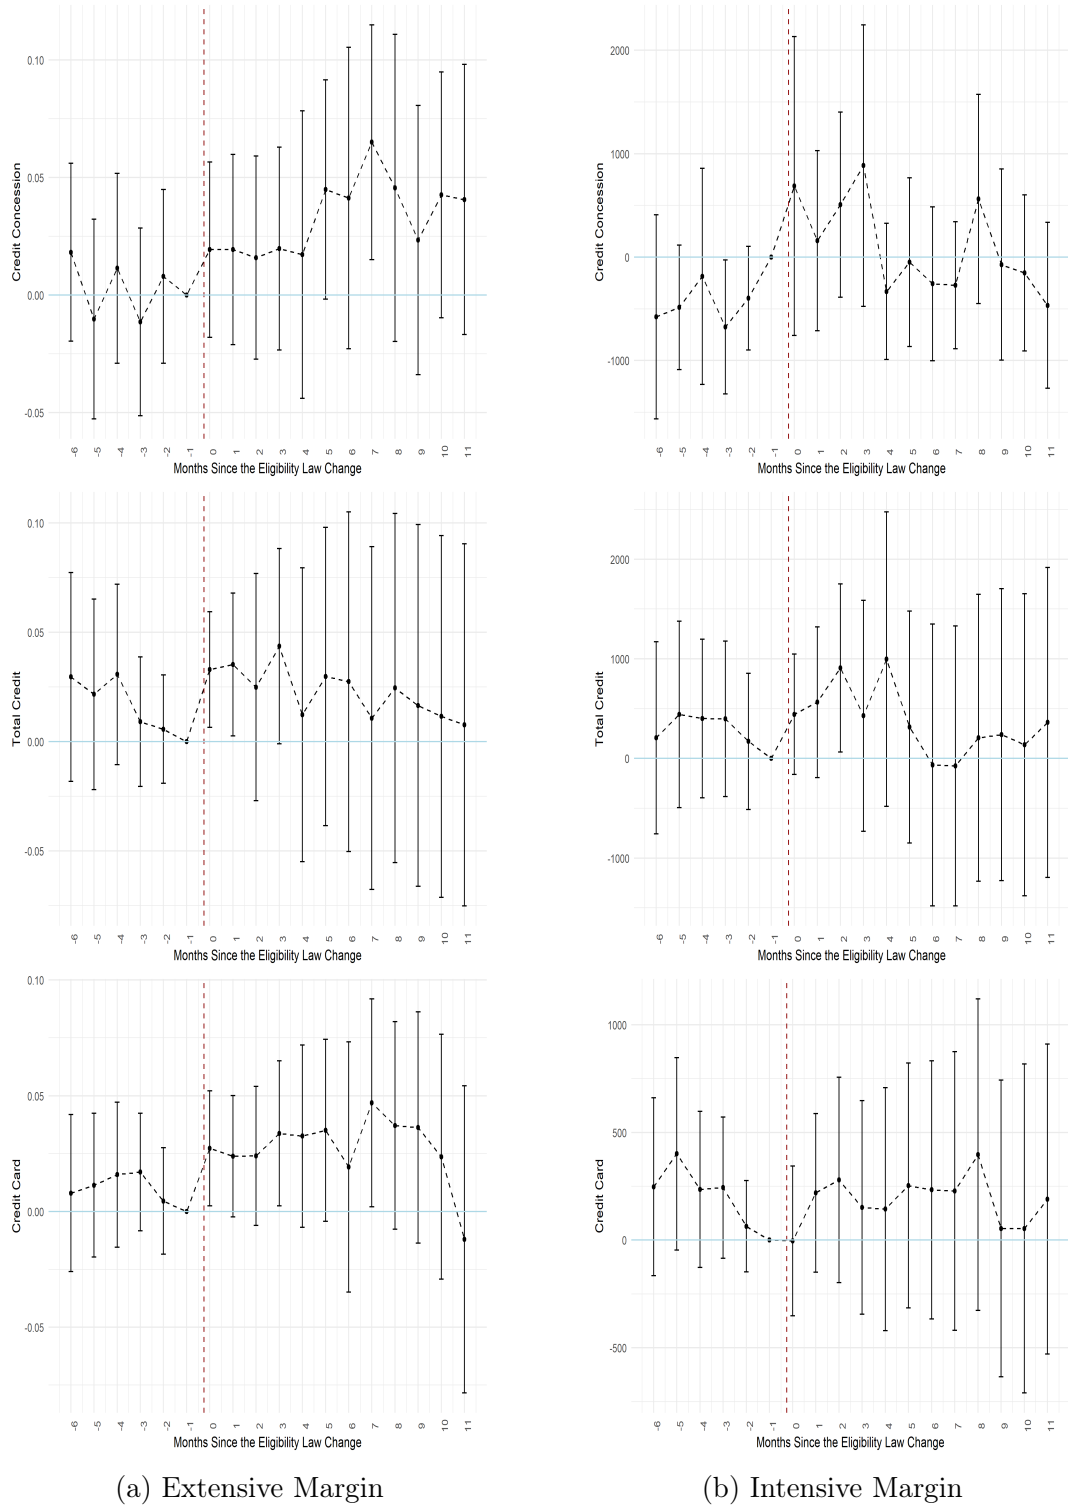 0.10
0.05
0.00
-0.05
Credit Concession
-6 -5 -4 -3 -2 -1 0 1 2 3 4 5 6 7 8 9 10 11
Months Since the Eligibility Law Change
2000
1000
0
-1000
Credit Concession
-6 -5 -4 -3 -2 -1 0 1 2 3 4 5 6 7 8 9 10 11
Months Since the Eligibility Law Change
0.10
0.05
0.00
-0.05
Total Credit
-6 -5 -4 -3 -2 -1 0 1 2 3 4 5 6 7 8 9 10 11
Months Since the Eligibility Law Change
2000
1000
0
-1000
Total Credit
-6 -5 -4 -3 -2 -1 0 1 2 3 4 5 6 7 8 9 10 11
Months Since the Eligibility Law Change
0.10
0.05
0.00
-0.05
Credit Card
-6 -5 -4 -3 -2 -1 0 1 2 3 4 5 6 7 8 9 10 11
Months Since the Eligibility Law Change
1000
500
0
-500
Credit Card
-6 -5 -4 -3 -2 -1 0 1 2 3 4 5 6 7 8 9 10 11
Months Since the Eligibility Law Change
(a) Extensive Margin
(b) Intensive Margin